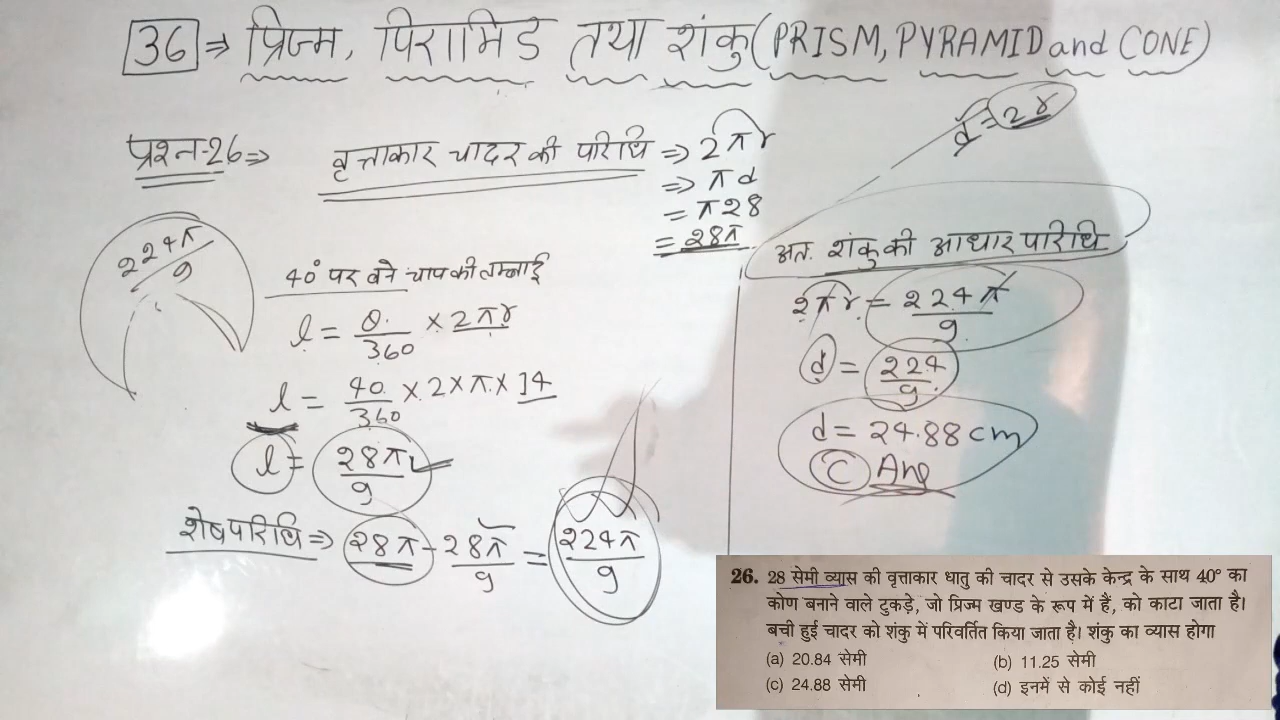 36 ⇒ प्रिज्म, पिरामिड तथा शंकु (PRISM, PYRAMID and CONE)
d = 2r
प्रश्न-26 ⇒ वृत्ताकार चादर की परिधि ⇒ 2πr
⇒ πd
= π28
= 28π
224π/9
40° पर बने चाप की लम्बाई
l = θ/360 × 2πr
l = 40/360 × 2 × π × 14
l = 28π/9
शेष परिधि ⇒ 28π - 28π/9 = 224π/9
अतः शंकु की आधार परिधि
2πr = 224π/9
d = 224/9
d = 24.88 cm
(C) Ans
26. 28 सेमी व्यास की वृत्ताकार धातु की चादर से उसके केन्द्र के साथ 40° का
कोण बनाने वाले टुकड़े, जो प्रिज्म खण्ड के रूप में हैं, को काटा जाता है।
बची हुई चादर को शंकु में परिवर्तित किया जाता है। शंकु का व्यास होगा
(a) 20.84 सेमी (b) 11.25 सेमी
(c) 24.88 सेमी (d) इनमें से कोई नहीं